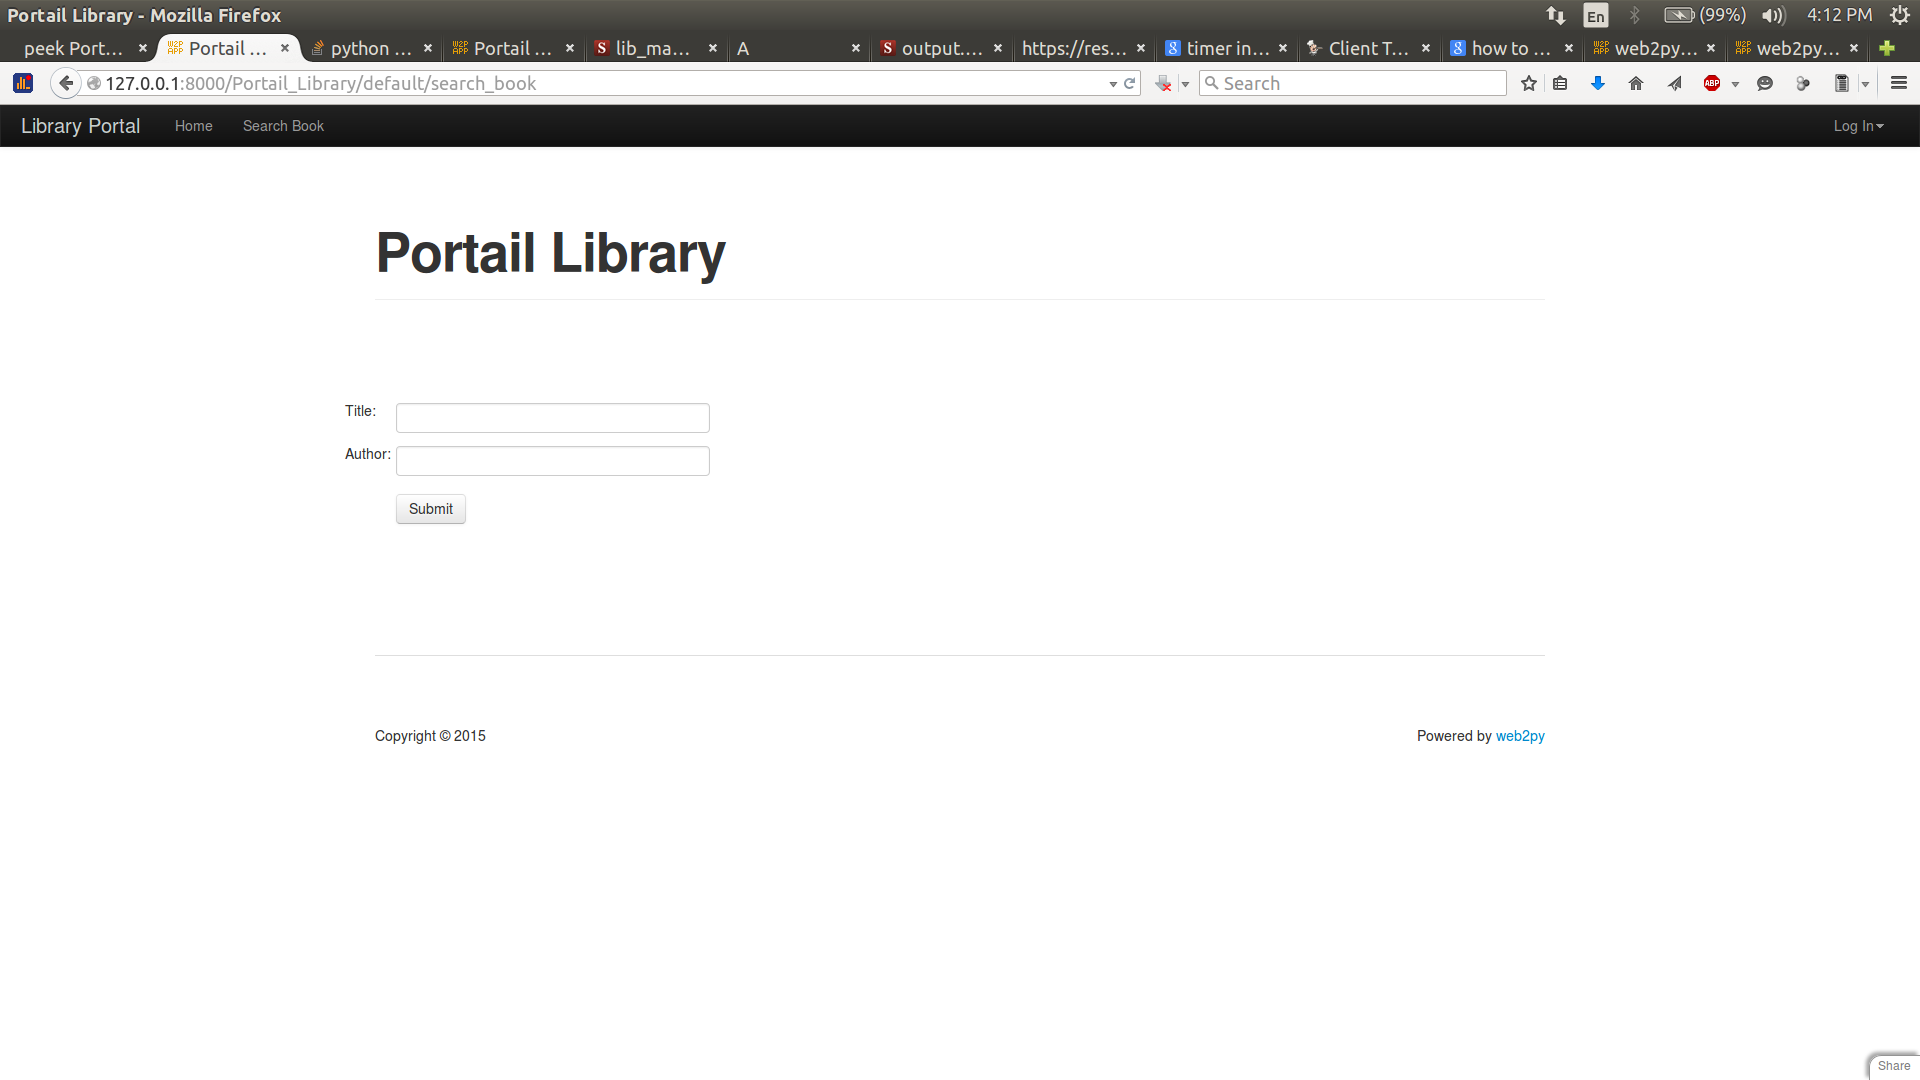 Portail Library - Mozilla Firefox
En
(99%)
4:12 PM
peek Port...
Portail ...
python ...
Portail ...
lib_ma...
A
output....
https://res...
timer in...
Client T...
how to ...
web2py...
web2py...
127.0.0.1:8000/Portail_Library/default/search_book
Search
ABP
Library Portal
Home
Search Book
Log In
Portail Library
Title:
Author:
Submit
Copyright © 2015
Powered by web2py
Share